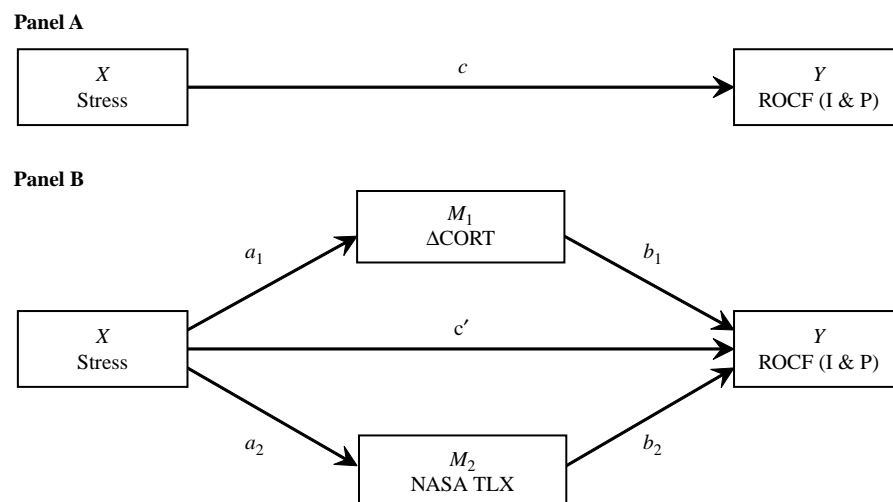 Panel A
X
Stress
c
Y
ROCF (I & P)
Panel B
M₁
ΔCORT
a₁
b₁
X
Stress
c′
Y
ROCF (I & P)
a₂
b₂
M₂
NASA TLX